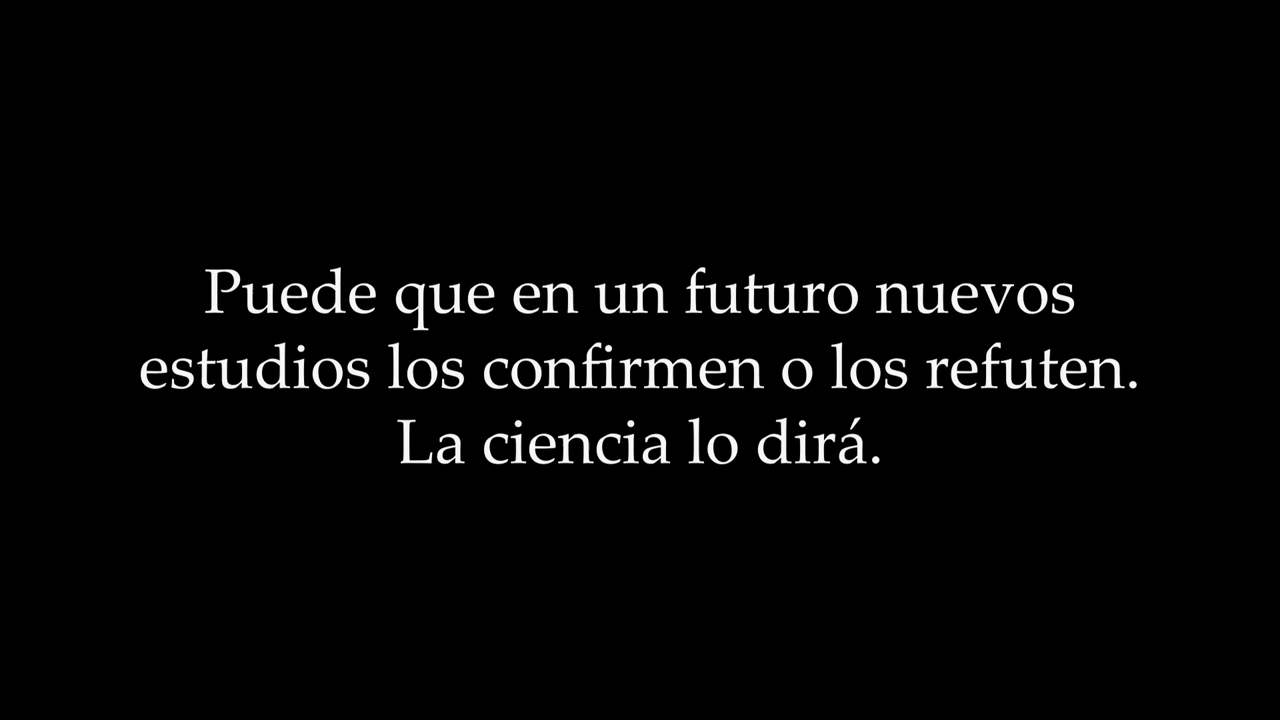 Puede que en un futuro nuevos
estudios los confirmen o los refuten.
La ciencia lo dirá.